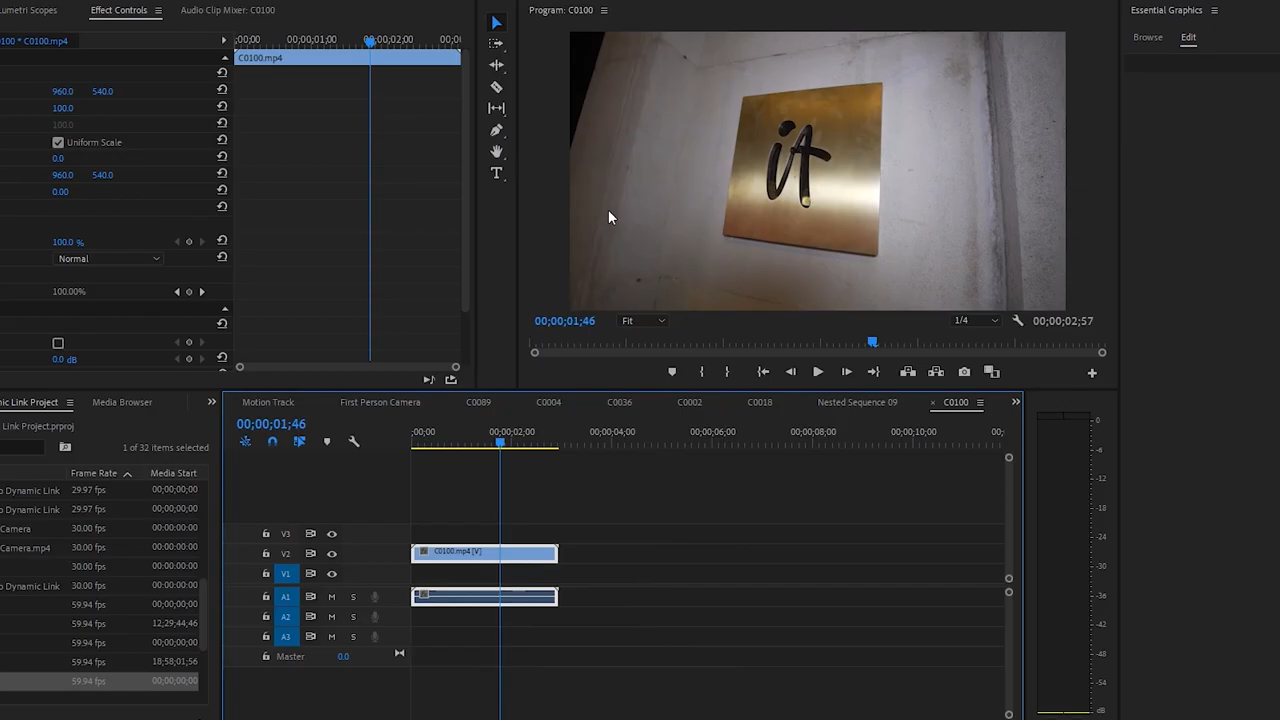 umetri Scopes
Effect Controls
Audio Clip Mixer: C0100
0100 * C0100.mp4
;00;00
00;00;01;00
00;00;02;00
00;0
C0100.mp4
960.0 540.0
100.0
100.0
Uniform Scale
0.0
960.0 540.0
0.00
100.0 %
Normal
100.00%
0.0 dB
T
Program: C0100
it
00;00;01;46
Fit
1/4
00;00;02;57
Essential Graphics
Browse
Edit
nic Link Project
Media Browser
Link Project.prproj
1 of 32 items selected
Frame Rate
Media Start
o Dynamic Link 29.97 fps 00;00;00;00
o Dynamic Link 29.97 fps 00;00;00;00
Camera 30.00 fps 00;00;00;00
Camera.mp4 30.00 fps 00;00;00;00
30.00 fps 00;00;00;00
o Dynamic Link 30.00 fps 00;00;00;00
59.94 fps 00;00;00;00
59.94 fps 12;29;44;46
59.94 fps 00;00;00;00
59.94 fps 18;58;01;56
59.94 fps 00;00;00;00
Motion Track
First Person Camera
C0089
C0004
C0036
C0002
C0018
Nested Sequence 09
× C0100
00;00;01;46
;00;00
00;00;02;00
00;00;04;00
00;00;06;00
00;00;08;00
00;00;10;00
00;
V3
V2
C0100.mp4 [V]
V1
A1 M S
A2 M S
A3 M S
Master 0.0
0
-6
-12
-18
-24
-30
-36
-42
-48
-54
dB